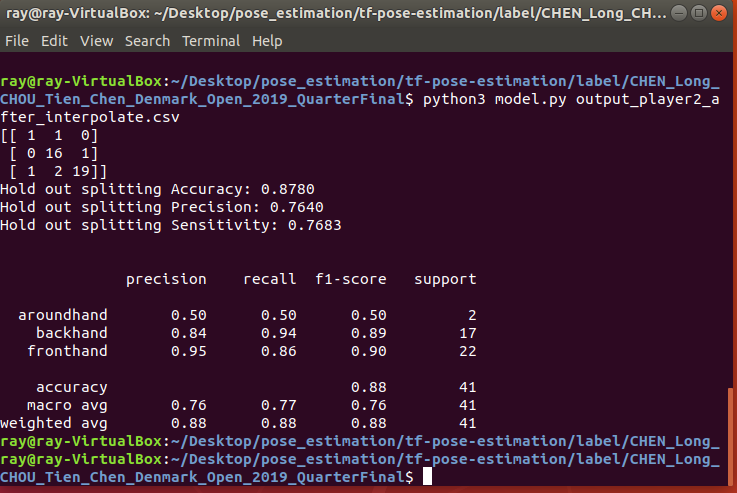 ray@ray-VirtualBox: ~/Desktop/pose_estimation/tf-pose-estimation/label/CHEN_Long_CH...
File Edit View Search Terminal Help
ray@ray-VirtualBox:~/Desktop/pose_estimation/tf-pose-estimation/label/CHEN_Long_
CHOU_Tien_Chen_Denmark_Open_2019_QuarterFinal$ python3 model.py output_player2_a
fter_interpolate.csv
[[ 1  1  0]
 [ 0 16  1]
 [ 1  2 19]]
Hold out splitting Accuracy: 0.8780
Hold out splitting Precision: 0.7640
Hold out splitting Sensitivity: 0.7683
              precision    recall  f1-score   support
  aroundhand       0.50      0.50      0.50         2
    backhand       0.84      0.94      0.89        17
   fronthand       0.95      0.86      0.90        22
    accuracy                           0.88        41
   macro avg       0.76      0.77      0.76        41
weighted avg       0.88      0.88      0.88        41
ray@ray-VirtualBox:~/Desktop/pose_estimation/tf-pose-estimation/label/CHEN_Long_
ray@ray-VirtualBox:~/Desktop/pose_estimation/tf-pose-estimation/label/CHEN_Long_
CHOU_Tien_Chen_Denmark_Open_2019_QuarterFinal$